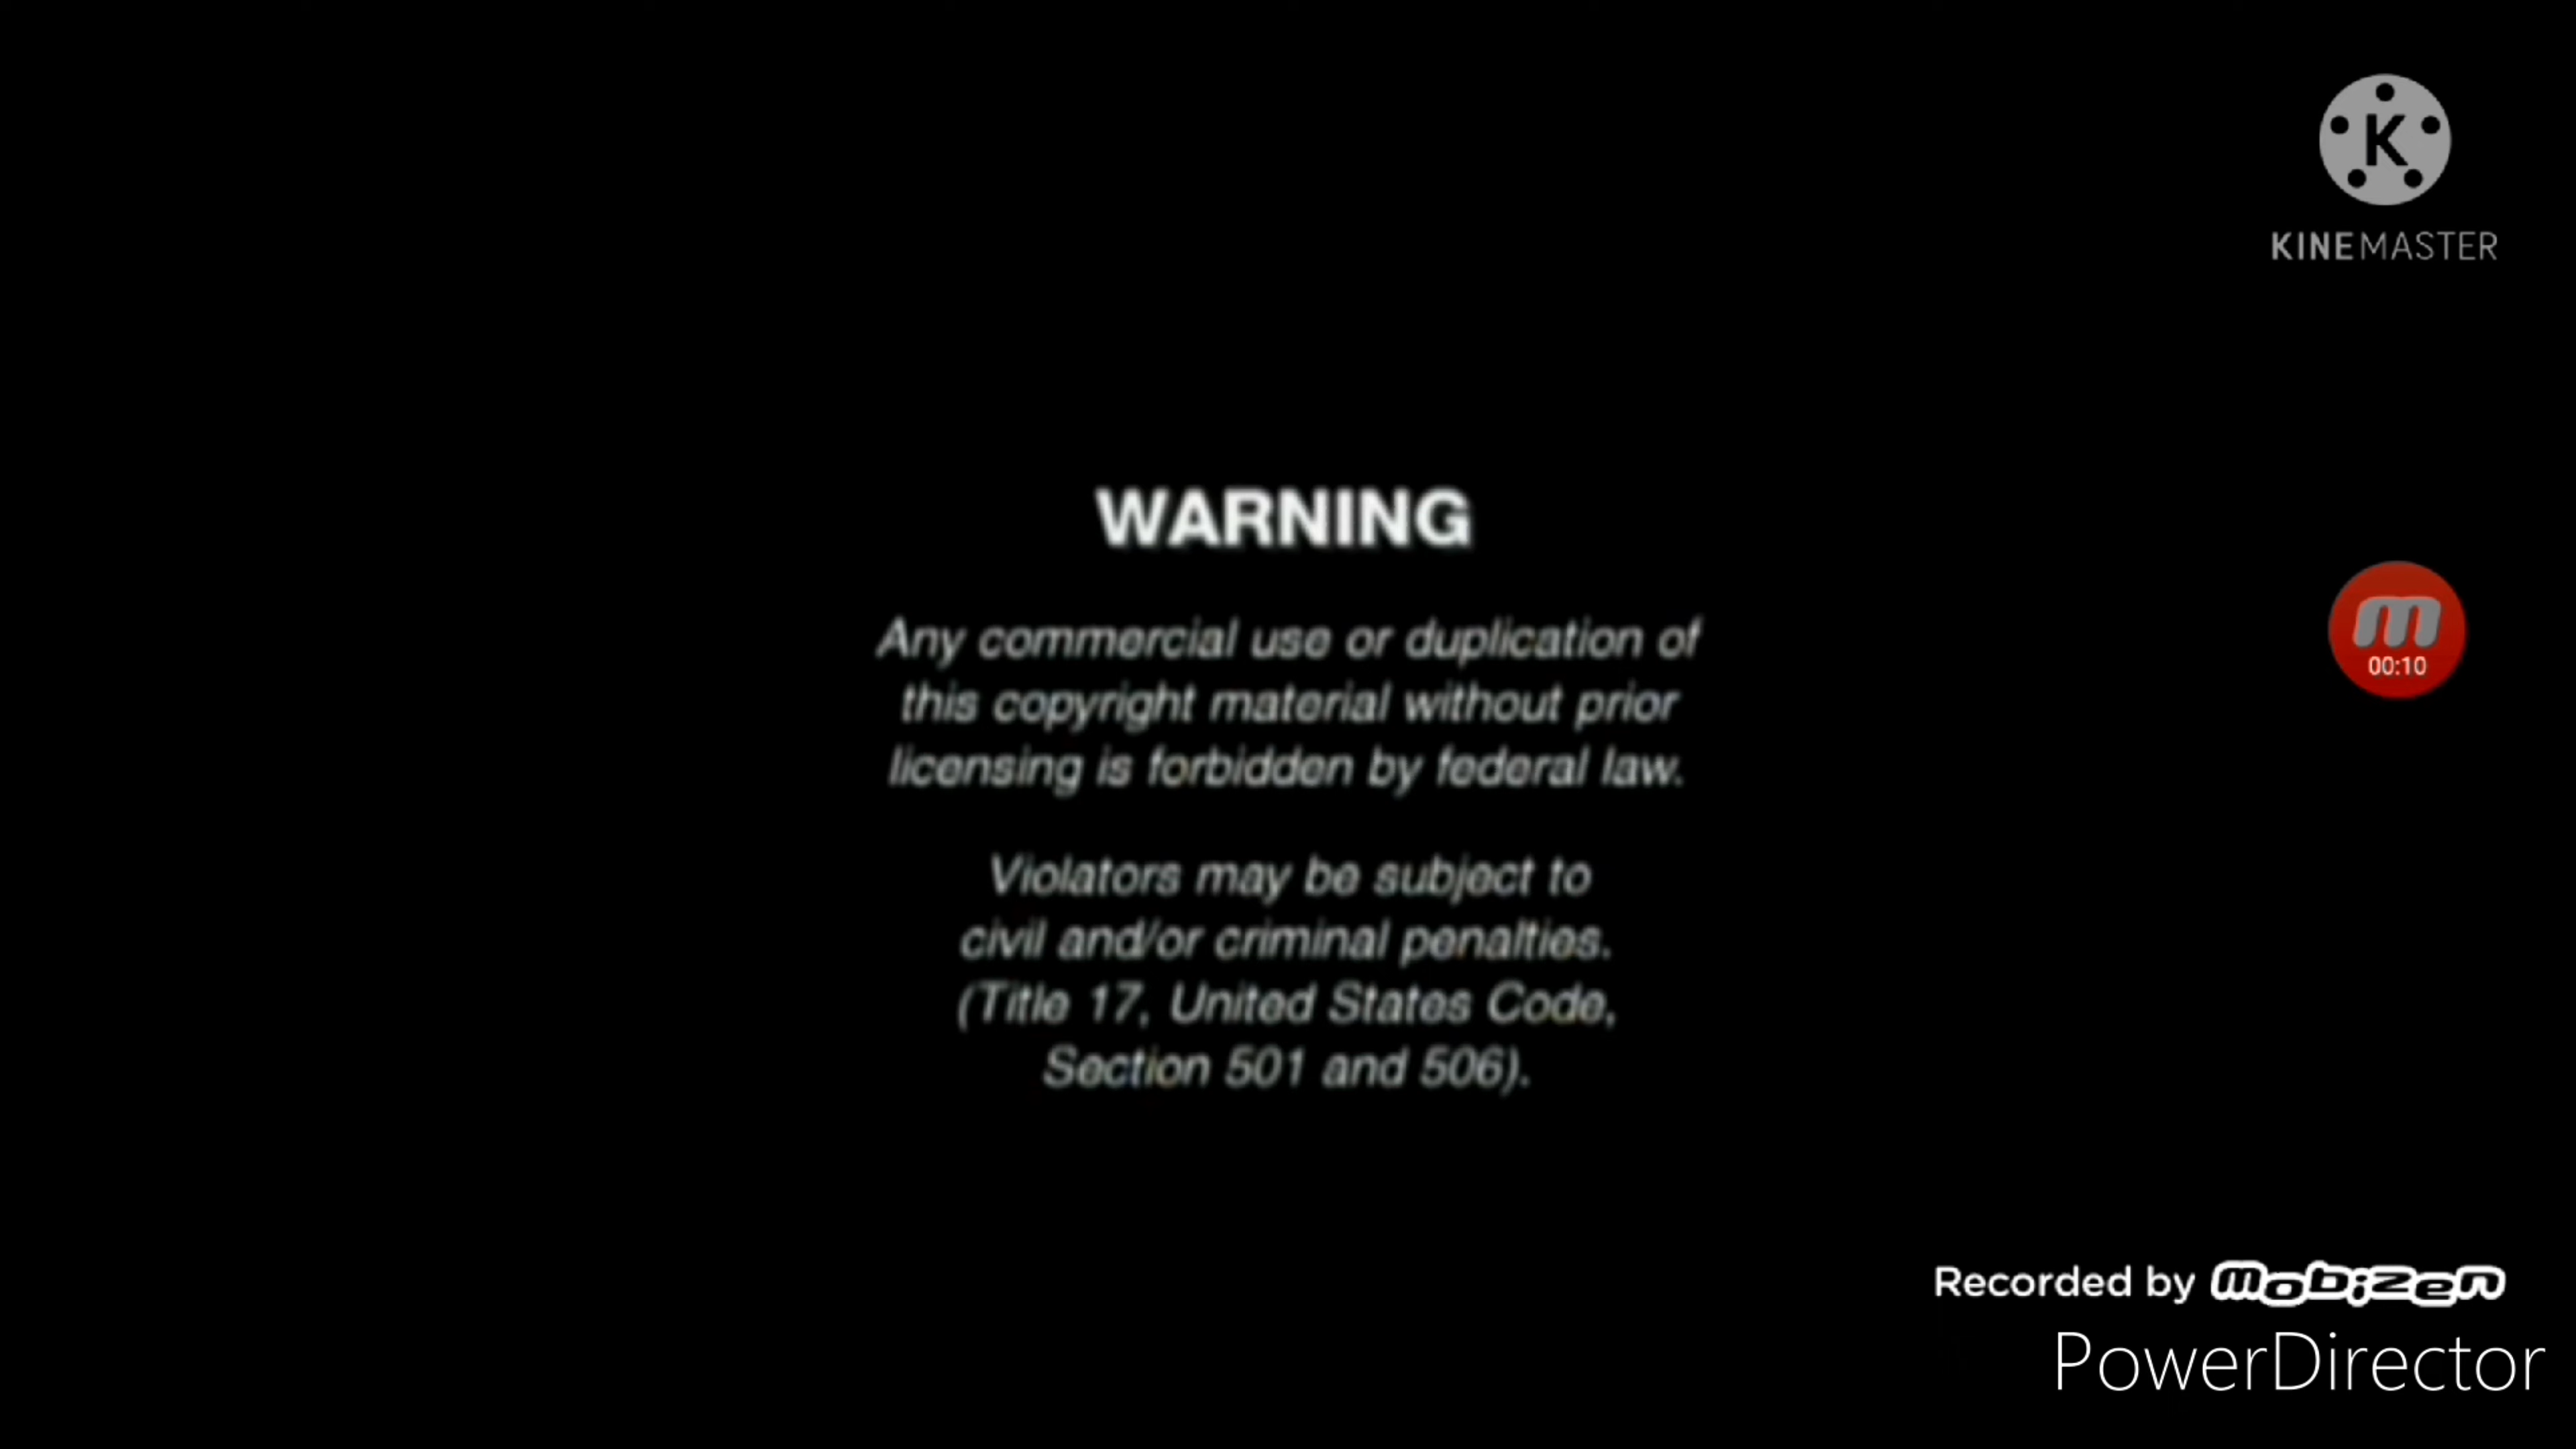 K
KINEMASTER
WARNING
Any commercial use or duplication of
this copyright material without prior
licensing is forbidden by federal law.
Violators may be subject to
civil and/or criminal penalties.
(Title 17, United States Code,
Section 501 and 506).
m
00:10
Recorded by mobizen
PowerDirector